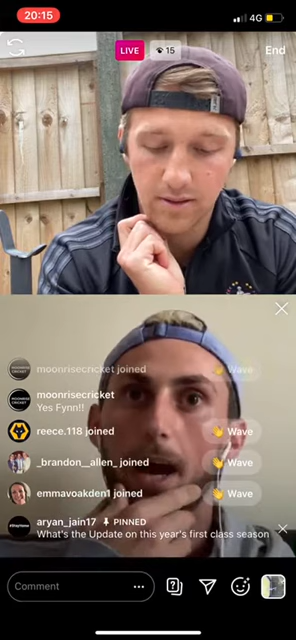 20:15
4G
LIVE
15
End
moonrisecricket joined
Wave
moonrisecricket
Yes Fynn!!
reece.118 joined
Wave
_brandon__allen_ joined
Wave
emmavoakden1 joined
Wave
aryan_jain17 PINNED
What's the Update on this year's first class season
Comment